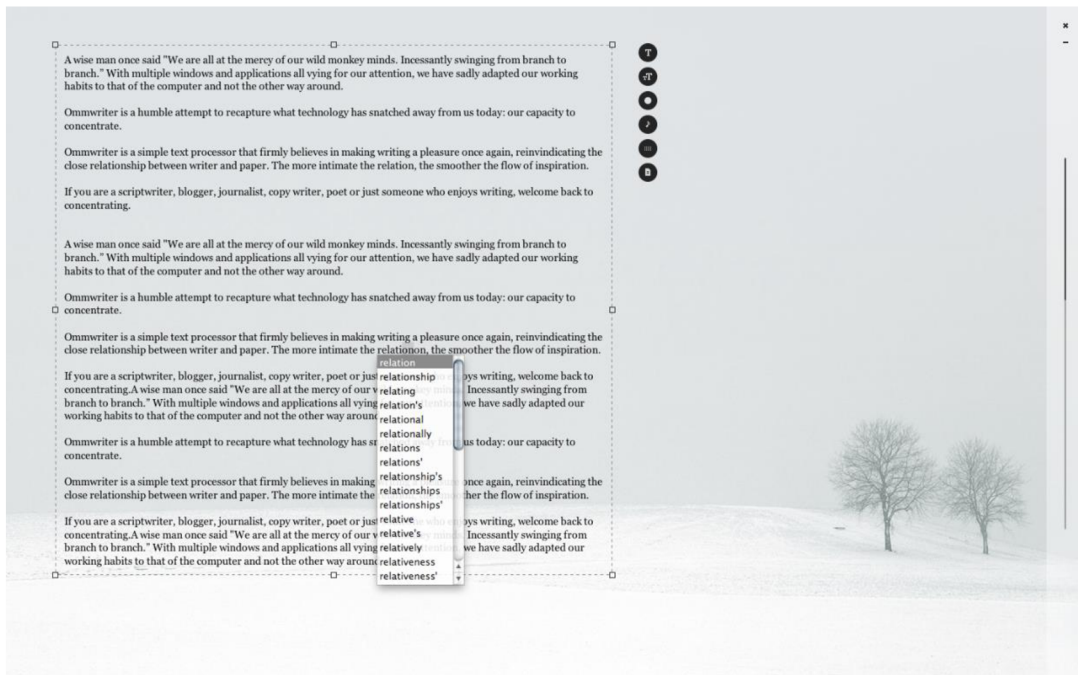 A wise man once said "We are all at the mercy of our wild monkey minds. Incessantly swinging from branch to
branch." With multiple windows and applications all vying for our attention, we have sadly adapted our working
habits to that of the computer and not the other way around.
Ommwriter is a humble attempt to recapture what technology has snatched away from us today: our capacity to
concentrate.
Ommwriter is a simple text processor that firmly believes in making writing a pleasure once again, reinvindicating the
close relationship between writer and paper. The more intimate the relation, the smoother the flow of inspiration.
If you are a scriptwriter, blogger, journalist, copy writer, poet or just someone who enjoys writing, welcome back to
concentrating.
A wise man once said "We are all at the mercy of our wild monkey minds. Incessantly swinging from branch to
branch." With multiple windows and applications all vying for our attention, we have sadly adapted our working
habits to that of the computer and not the other way around.
Ommwriter is a humble attempt to recapture what technology has snatched away from us today: our capacity to
concentrate.
Ommwriter is a simple text processor that firmly believes in making writing a pleasure once again, reinvindicating the
close relationship between writer and paper. The more intimate the relationon, the smoother the flow of inspiration.
If you are a scriptwriter, blogger, journalist, copy writer, poet or just writing, welcome back to
concentrating.A wise man once said "We are all at the mercy of our Incessantly swinging from
branch to branch." With multiple windows and applications all vying we have sadly adapted our
working habits to that of the computer and not the other way
Ommwriter is a humble attempt to recapture what technology has us today: our capacity to
concentrate.
Ommwriter is a simple text processor that firmly believes in making once again, reinvindicating the
close relationship between writer and paper. The more intimate the the flow of inspiration.
If you are a scriptwriter, blogger, journalist, copy writer, poet or just writing, welcome back to
concentrating.A wise man once said "We are all at the mercy of our Incessantly swinging from
branch to branch." With multiple windows and applications all vying we have sadly adapted our
working habits to that of the computer and not the other way
relation
relationship
relating
relation's
relational
relationally
relations
relations'
relationship's
relationships
relationships'
relative
relative's
relatively
relativeness
relativeness'
T
TT